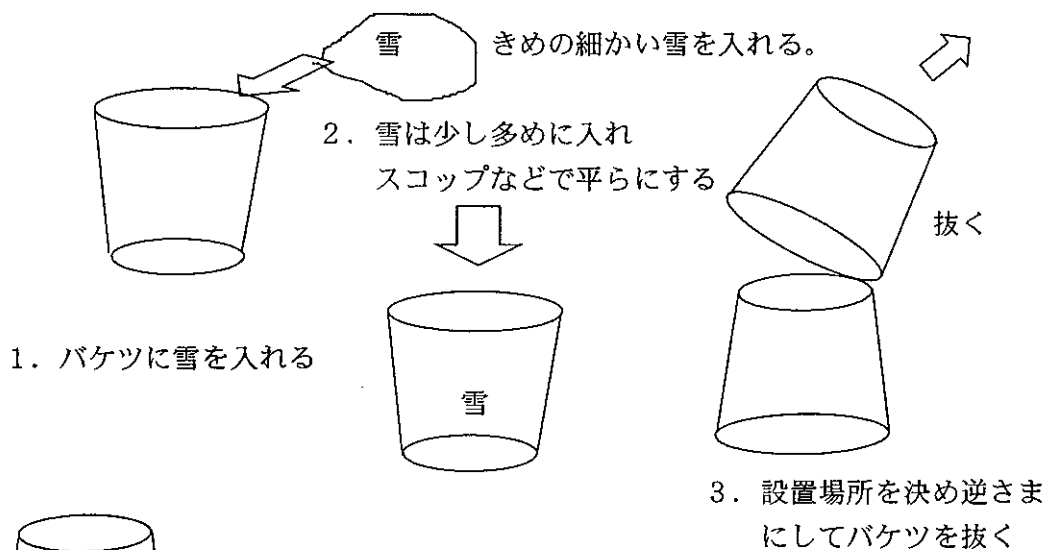 雪
きめの細かい雪を入れる。
2．雪は少し多めに入れ
スコップなどで平らにする
抜く
1．バケツに雪を入れる
雪
3．設置場所を決め逆さま
にしてバケツを抜く